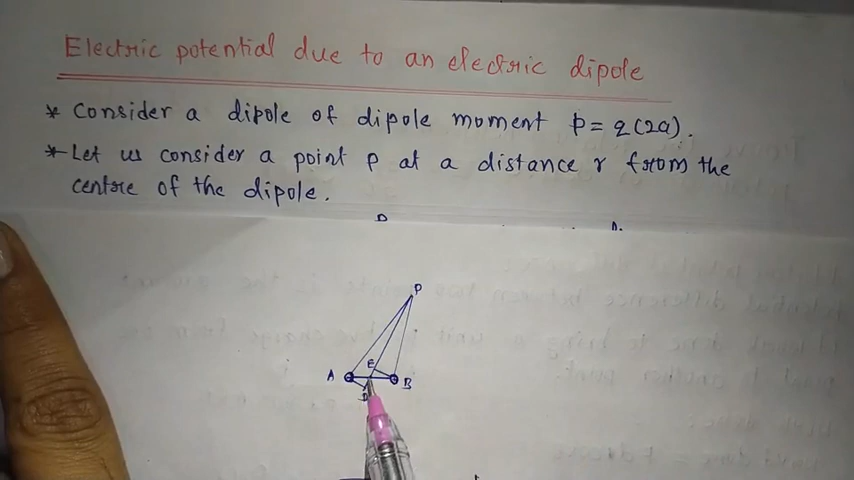 Electric potential due to an electric dipole
* Consider a dipole of dipole moment p = q(2a).
* Let us consider a point P at a distance r from the
centre of the dipole.
D
P
E
A
B
D